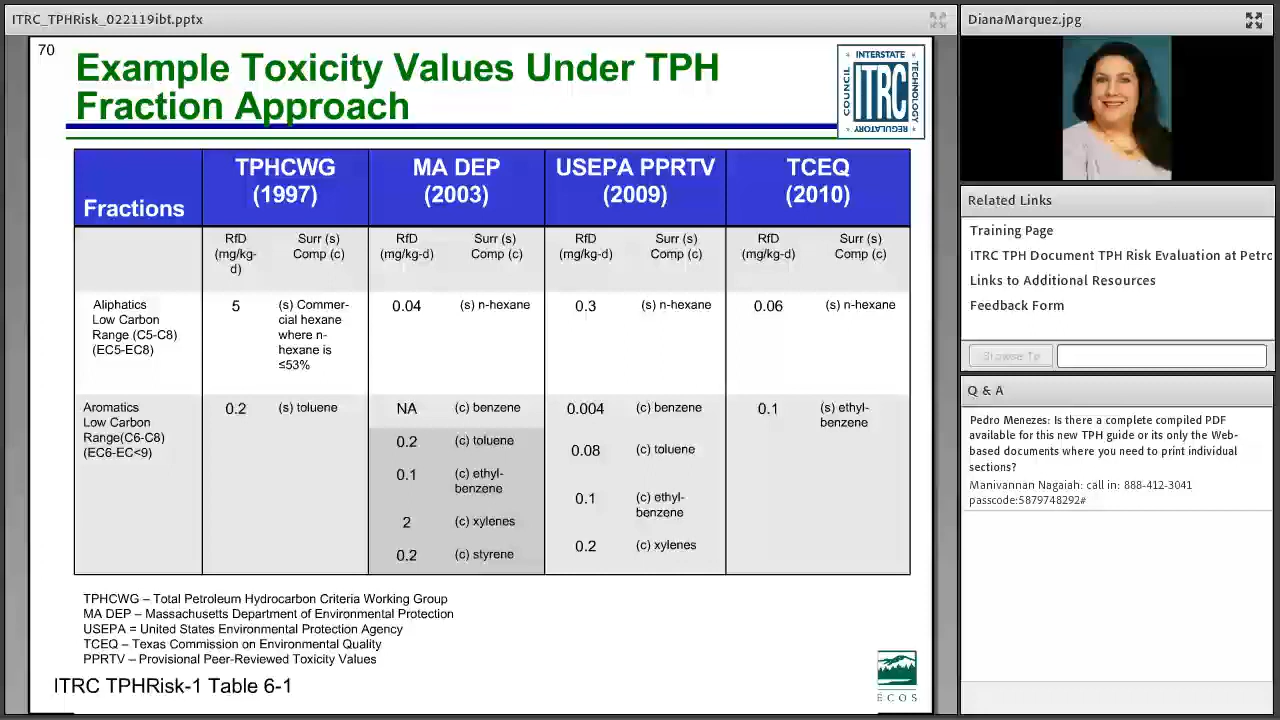 ITRC_TPHRisk_022119ibt.pptx
70
Example Toxicity Values Under TPH
Fraction Approach
INTERSTATE
COUNCIL
ITRC
TECHNOLOGY
REGULATORY
Fractions
TPHCWG
(1997)
MA DEP
(2003)
USEPA PPRTV
(2009)
TCEQ
(2010)
RfD
(mg/kg-
d)
Surr (s)
Comp (c)
RfD
(mg/kg-d)
Surr (s)
Comp (c)
RfD
(mg/kg-d)
Surr (s)
Comp (c)
RfD
(mg/kg-d)
Surr (s)
Comp (c)
Aliphatics
Low Carbon
Range (C5-C8)
(EC5-EC8)
5
(s) Commer-
cial hexane
where n-
hexane is
≤53%
0.04
(s) n-hexane
0.3
(s) n-hexane
0.06
(s) n-hexane
Aromatics
Low Carbon
Range(C6-C8)
(EC6-EC<9)
0.2
(s) toluene
NA
(c) benzene
0.2
(c) toluene
0.1
(c) ethyl-
benzene
2
(c) xylenes
0.2
(c) styrene
0.004
(c) benzene
0.08
(c) toluene
0.1
(c) ethyl-
benzene
0.2
(c) xylenes
0.1
(s) ethyl-
benzene
TPHCWG – Total Petroleum Hydrocarbon Criteria Working Group
MA DEP – Massachusetts Department of Environmental Protection
USEPA = United States Environmental Protection Agency
TCEQ – Texas Commission on Environmental Quality
PPRTV – Provisional Peer-Reviewed Toxicity Values
ITRC TPHRisk-1 Table 6-1
ECOS
DianaMarquez.jpg
Related Links
Training Page
ITRC TPH Document TPH Risk Evaluation at Petro
Links to Additional Resources
Feedback Form
Browse To
Q & A
Pedro Menezes: Is there a complete compiled PDF
available for this new TPH guide or its only the Web-
based documents where you need to print individual
sections?
Manivannan Nagaiah: call in: 888-412-3041
passcode:5879748292#